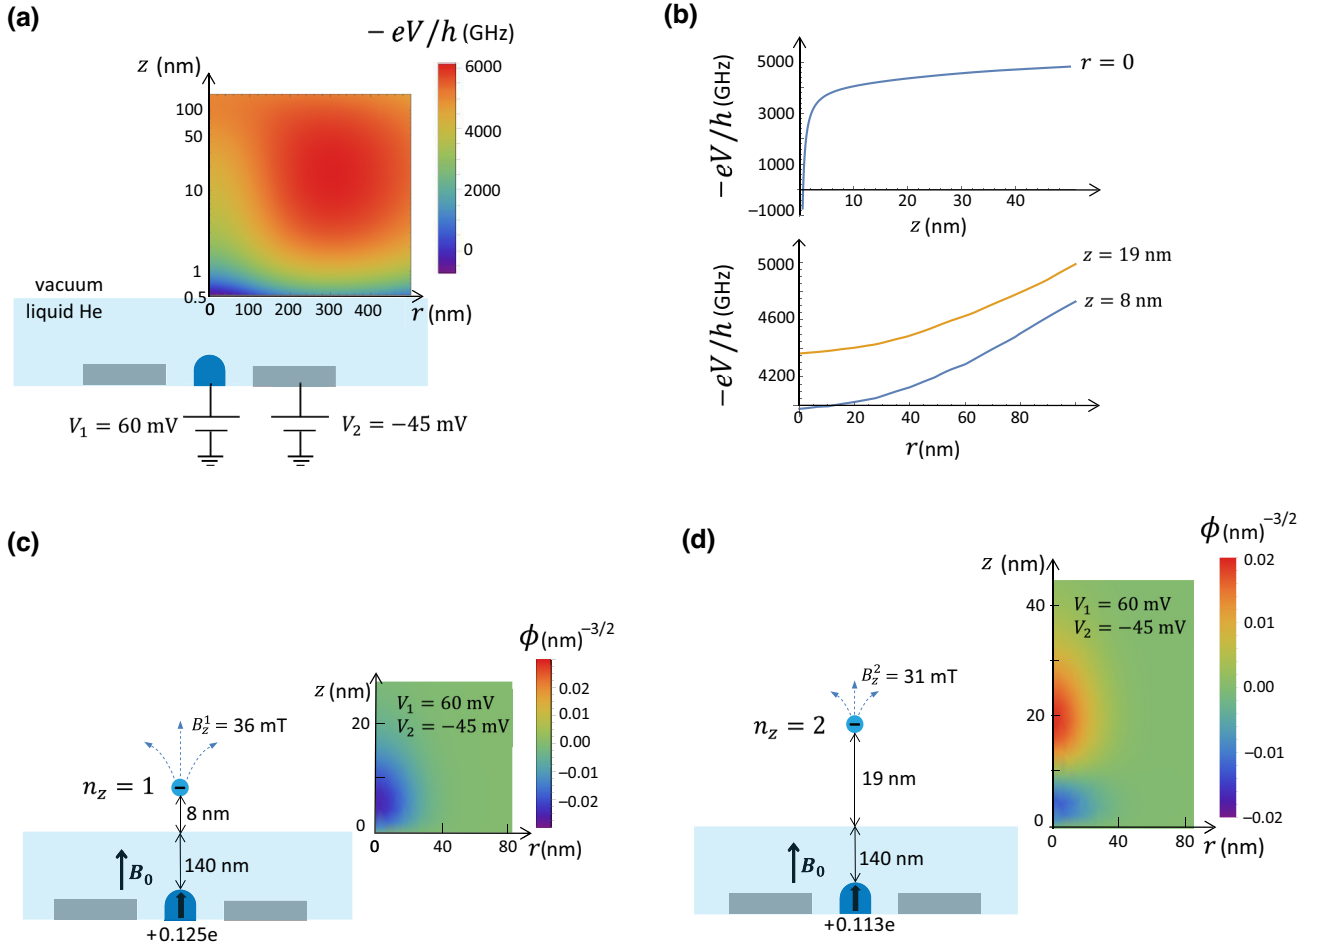 (a)
− eV/h (GHz)
z (nm)
100
50
10
1
0.5
0
100
200
300
400
r (nm)
6000
4000
2000
0
vacuum
liquid He
V₁ = 60 mV
V₂ = −45 mV
(b)
−eV/h (GHz)
5000
3000
1000
−1000
10
20
30
40
z (nm)
r = 0
−eV/h (GHz)
5000
4600
4200
0
20
40
60
80
r(nm)
z = 19 nm
z = 8 nm
(c)
B_z^1 = 36 mT
n_z = 1
8 nm
140 nm
B₀
+0.125e
z (nm)
20
0
0
40
80
r(nm)
V₁ = 60 mV
V₂ = −45 mV
ϕ(nm)^−3/2
0.02
0.01
0.00
−0.01
−0.02
(d)
B_z^2 = 31 mT
n_z = 2
19 nm
140 nm
B₀
+0.113e
z (nm)
40
20
0
0
40
80
r (nm)
V₁ = 60 mV
V₂ = −45 mV
ϕ(nm)^−3/2
0.02
0.01
0.00
−0.01
−0.02